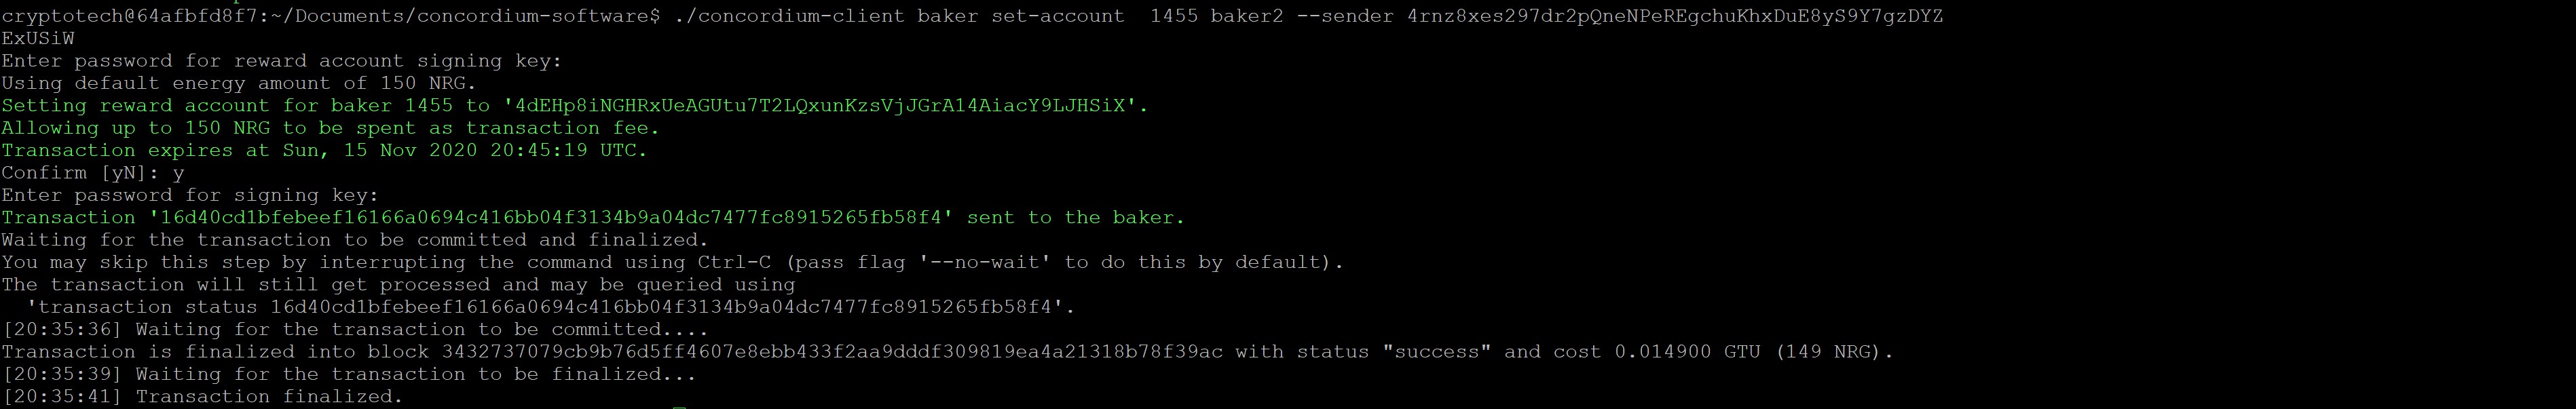 cryptotech@64afbfd8f7:~/Documents/concordium-software$ ./concordium-client baker set-account  1455 baker2 --sender 4rnz8xes297dr2pQneNPeREgchuKhxDuE8yS9Y7gzDYZ
ExUSiW
Enter password for reward account signing key:
Using default energy amount of 150 NRG.
Setting reward account for baker 1455 to '4dEHp8iNGHRxUeAGUtu7T2LQxunKzsVjJGrA14AiacY9LJHSiX'.
Allowing up to 150 NRG to be spent as transaction fee.
Transaction expires at Sun, 15 Nov 2020 20:45:19 UTC.
Confirm [yN]: y
Enter password for signing key:
Transaction '16d40cd1bfebeef16166a0694c416bb04f3134b9a04dc7477fc8915265fb58f4' sent to the baker.
Waiting for the transaction to be committed and finalized.
You may skip this step by interrupting the command using Ctrl-C (pass flag '--no-wait' to do this by default).
The transaction will still get processed and may be queried using
  'transaction status 16d40cd1bfebeef16166a0694c416bb04f3134b9a04dc7477fc8915265fb58f4'.
[20:35:36] Waiting for the transaction to be committed....
Transaction is finalized into block 3432737079cb9b76d5ff4607e8ebb433f2aa9dddf309819ea4a21318b78f39ac with status "success" and cost 0.014900 GTU (149 NRG).
[20:35:39] Waiting for the transaction to be finalized...
[20:35:41] Transaction finalized.